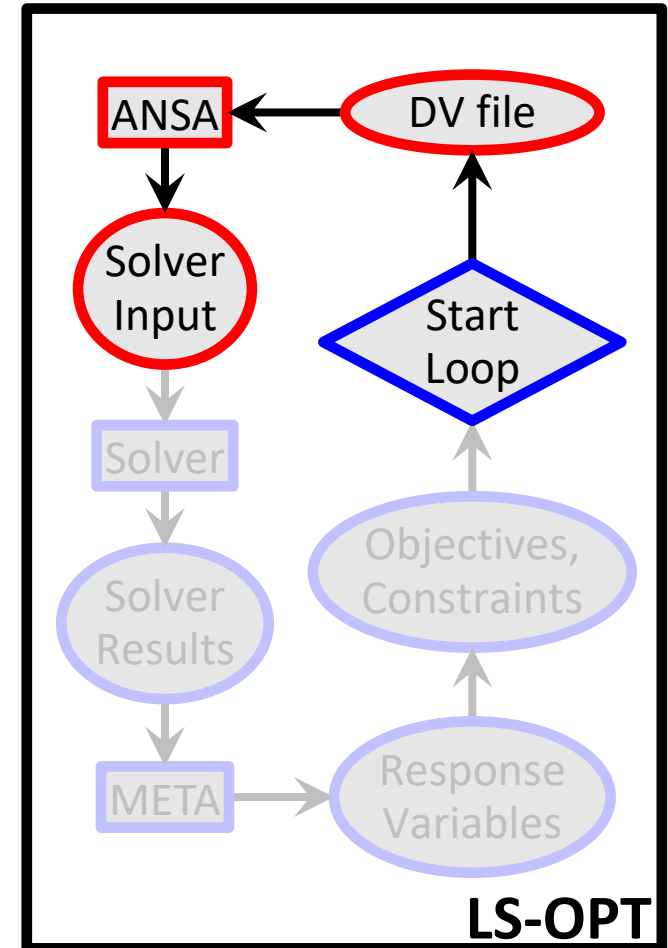 ANSA
DV file
Solver
Input
Start
Loop
Solver
Objectives,
Constraints
Solver
Results
META
Response
Variables
LS-OPT